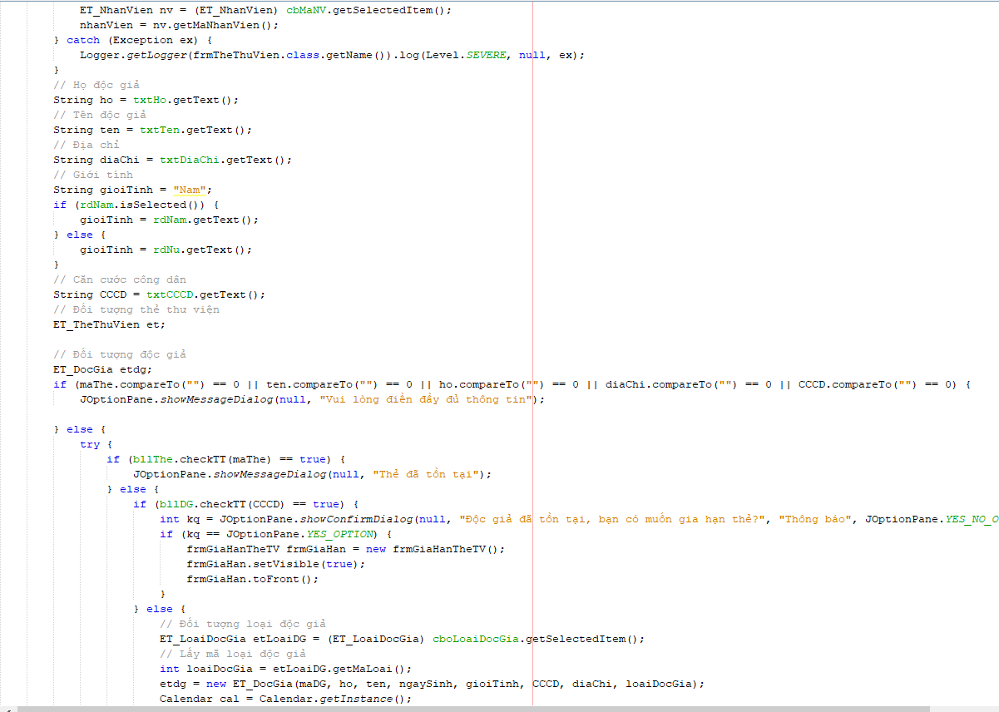 ET_NhanVien nv = (ET_NhanVien) cbMaNV.getSelectedItem();
nhanVien = nv.getMaNhanVien();
} catch (Exception ex) {
Logger.getLogger(frmTheThuVien.class.getName()).log(Level.SEVERE, null, ex);
}
// Họ độc giả
String ho = txtHo.getText();
// Tên độc giả
String ten = txtTen.getText();
// Địa chỉ
String diaChi = txtDiaChi.getText();
// Giới tính
String gioiTinh = "Nam";
if (rdNam.isSelected()) {
gioiTinh = rdNam.getText();
} else {
gioiTinh = rdNu.getText();
}
// Căn cước công dân
String CCCD = txtCCCD.getText();
// Đối tượng thẻ thư viện
ET_TheThuVien et;
// Đối tượng độc giả
ET_DocGia etdg;
if (maThe.compareTo("") == 0 || ten.compareTo("") == 0 || ho.compareTo("") == 0 || diaChi.compareTo("") == 0 || CCCD.compareTo("") == 0) {
JOptionPane.showMessageDialog(null, "Vui lòng điền đầy đủ thông tin");
} else {
try {
if (bllThe.checkTT(maThe) == true) {
JOptionPane.showMessageDialog(null, "Thẻ đã tồn tại");
} else {
if (bllDG.checkTT(CCCD) == true) {
int kq = JOptionPane.showConfirmDialog(null, "Độc giả đã tồn tại, bạn có muốn gia hạn thẻ?", "Thông báo", JOptionPane.YES_NO_O
if (kq == JOptionPane.YES_OPTION) {
frmGiaHanTheTV frmGiaHan = new frmGiaHanTheTV();
frmGiaHan.setVisible(true);
frmGiaHan.toFront();
}
} else {
// Đối tượng loại độc giả
ET_LoaiDocGia etLoaiDG = (ET_LoaiDocGia) cboLoaiDocGia.getSelectedItem();
// Lấy mã loại độc giả
int loaiDocGia = etLoaiDG.getMaLoai();
etdg = new ET_DocGia(maDG, ho, ten, ngaySinh, gioiTinh, CCCD, diaChi, loaiDocGia);
Calendar cal = Calendar.getInstance();